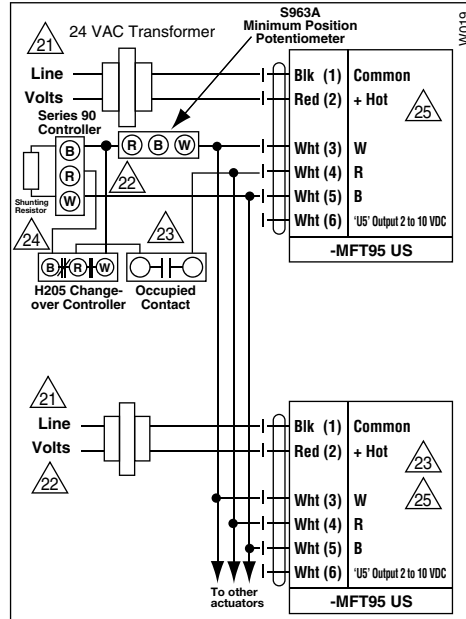 21
24 VAC Transformer
S963A
Minimum Position
Potentiometer
W019
Line
Volts
Blk (1) Common
Red (2) + Hot
25
Series 90
Controller
B
R
W
R B W
Wht (3) W
Wht (4) R
Wht (5) B
Wht (6) 'U5' Output 2 to 10 VDC
-MFT95 US
Shunting
Resistor
22
24
23
B R W
H205 Change-
over Controller
Occupied
Contact
21
Line
Volts
22
Blk (1) Common
Red (2) + Hot
23
25
Wht (3) W
Wht (4) R
Wht (5) B
Wht (6) 'U5' Output 2 to 10 VDC
-MFT95 US
To other
actuators